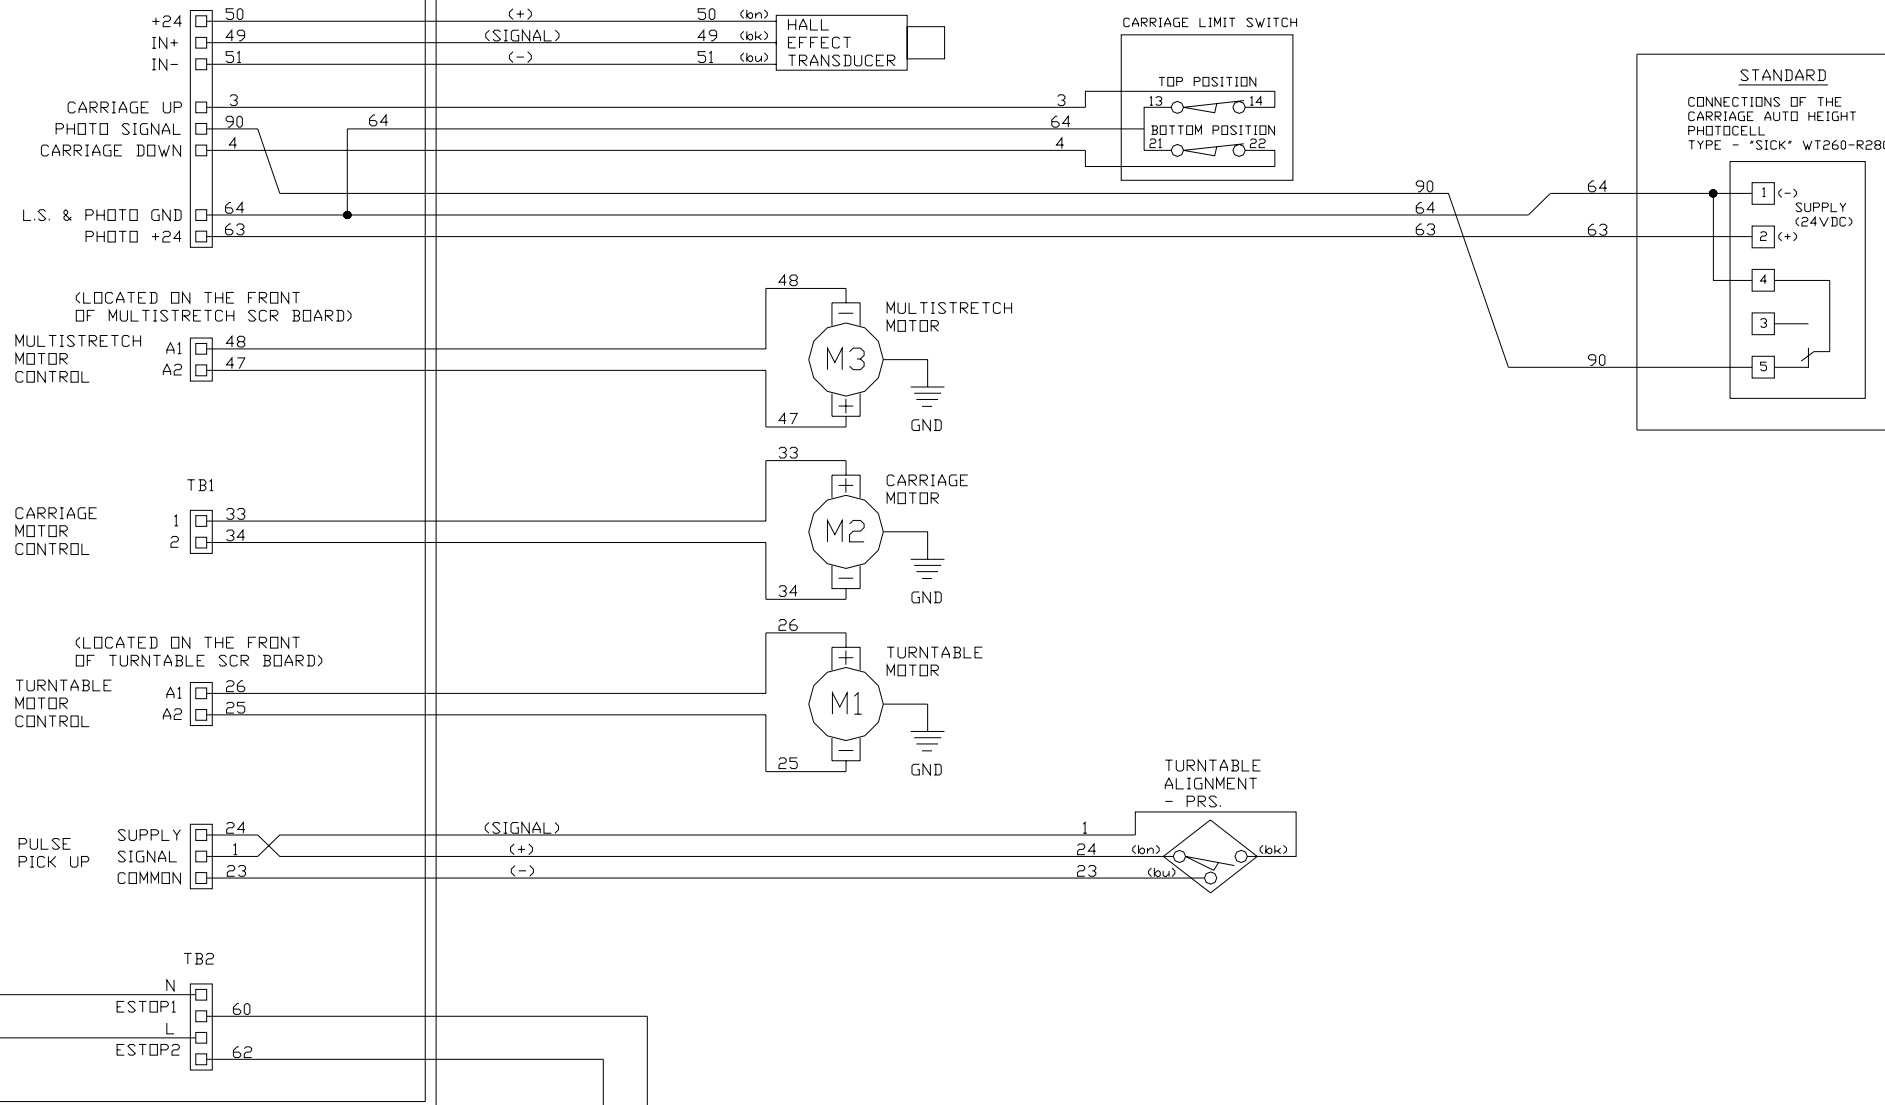 +24 50 (+) 50 (bn)
IN+ 49 (SIGNAL) 49 (bk)
IN- 51 (-) 51 (bu)
HALL
EFFECT
TRANSDUCER
CARRIAGE LIMIT SWITCH
TOP POSITION
13 14
BOTTOM POSITION
21 22
CARRIAGE UP 3 3
PHOTO SIGNAL 90 64 64
CARRIAGE DOWN 4 4
90
L.S. & PHOTO GND 64 64 64
PHOTO +24 63 63 63
STANDARD
CONNECTIONS OF THE
CARRIAGE AUTO HEIGHT
PHOTOCELL
TYPE - "SICK" WT260-R280
1 (-)
SUPPLY
(24VDC)
2 (+)
4
3
90 5
(LOCATED ON THE FRONT
OF MULTISTRETCH SCR BOARD)
MULTISTRETCH
MOTOR
CONTROL
A1 48
A2 47
48
-
M3
+
47
MULTISTRETCH
MOTOR
GND
TB1
CARRIAGE
MOTOR
CONTROL
1 33
2 34
33
+
M2
-
34
CARRIAGE
MOTOR
GND
(LOCATED ON THE FRONT
OF TURNTABLE SCR BOARD)
TURNTABLE
MOTOR
CONTROL
A1 26
A2 25
26
+
M1
-
25
TURNTABLE
MOTOR
GND
TURNTABLE
ALIGNMENT
- PRS.
PULSE
PICK UP
SUPPLY 24 (SIGNAL) 1
SIGNAL 1 (+) 24 (bn) (bk)
COMMON 23 (-) 23 (bu)
TB2
N
ESTOP1 60
L
ESTOP2 62